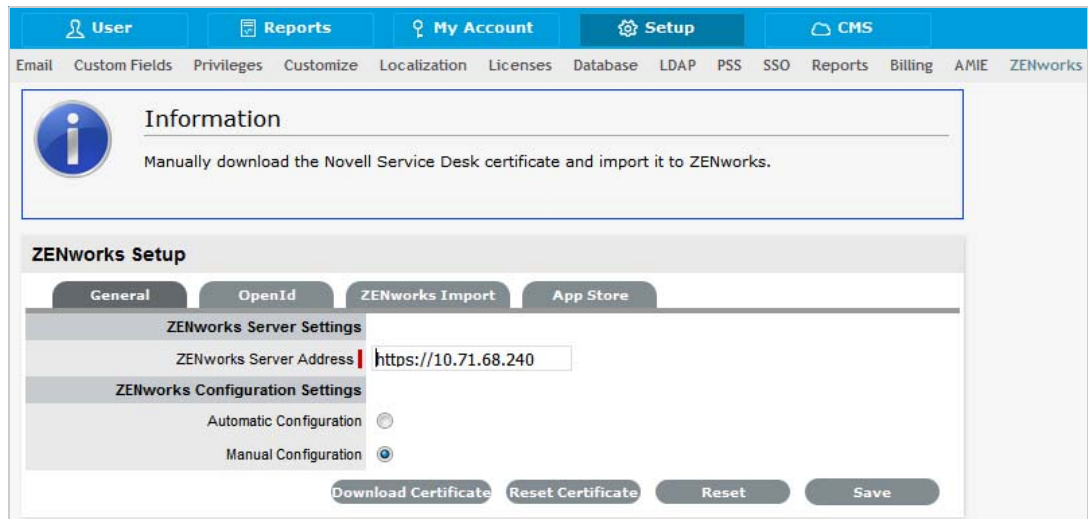 User Reports My Account Setup CMS
Email Custom Fields Privileges Customize Localization Licenses Database LDAP PSS SSO Reports Billing AMIE ZENworks
i
Information
Manually download the Novell Service Desk certificate and import it to ZENworks.
ZENworks Setup
General OpenId ZENworks Import App Store
ZENworks Server Settings
ZENworks Server Address https://10.71.68.240
ZENworks Configuration Settings
Automatic Configuration
Manual Configuration
Download Certificate Reset Certificate Reset Save